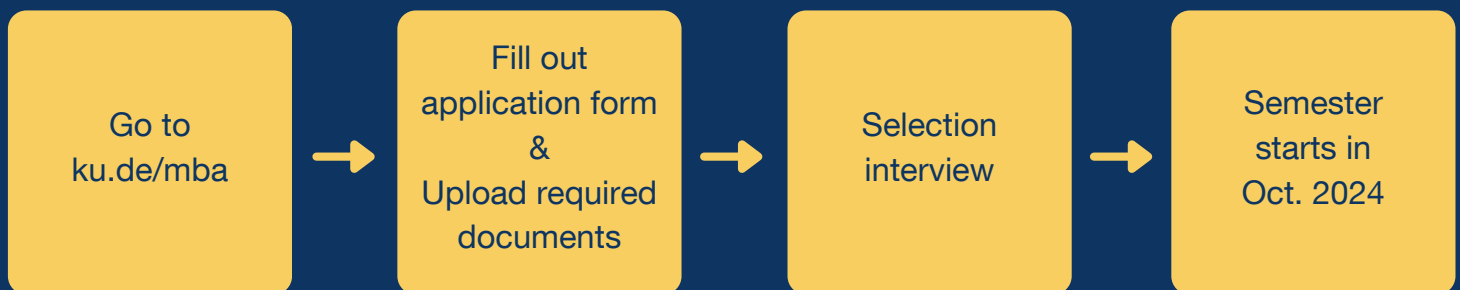 Go to
ku.de/mba
Fill out
application form
&
Upload required
documents
Selection
interview
Semester
starts in
Oct. 2024